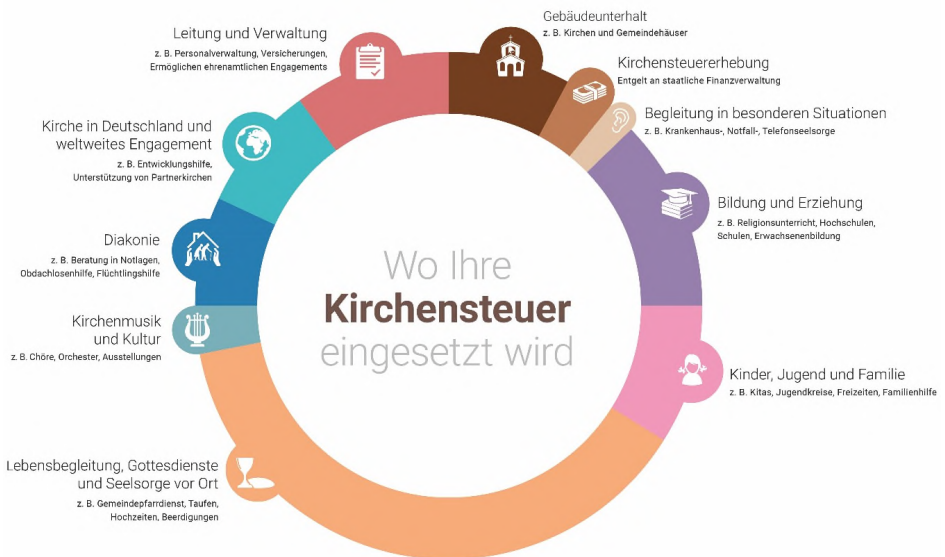 Gebäudeunterhalt
z. B. Kirchen und Gemeindehäuser
Kirchensteuererhebung
Entgelt an staatliche Finanzverwaltung
Begleitung in besonderen Situationen
z. B. Krankenhaus-, Notfall-, Telefonseelsorge
Bildung und Erziehung
z. B. Religionsunterricht, Hochschulen,
Schulen, Erwachsenenbildung
Kinder, Jugend und Familie
z. B. Kitas, Jugendkreise, Freizeiten, Familienhilfe
Lebensbegleitung, Gottesdienste
und Seelsorge vor Ort
z. B. Gemeindepfarrdienst, Taufen,
Hochzeiten, Beerdigungen
Kirchenmusik
und Kultur
z. B. Chöre, Orchester, Ausstellungen
Diakonie
z. B. Beratung in Notlagen,
Obdachlosenhilfe, Flüchtlingshilfe
Kirche in Deutschland und
weltweites Engagement
z. B. Entwicklungshilfe,
Unterstützung von Partnerkirchen
Leitung und Verwaltung
z. B. Personalverwaltung, Versicherungen,
Ermöglichen ehrenamtlichen Engagements
Wo Ihre
Kirchensteuer
eingesetzt wird